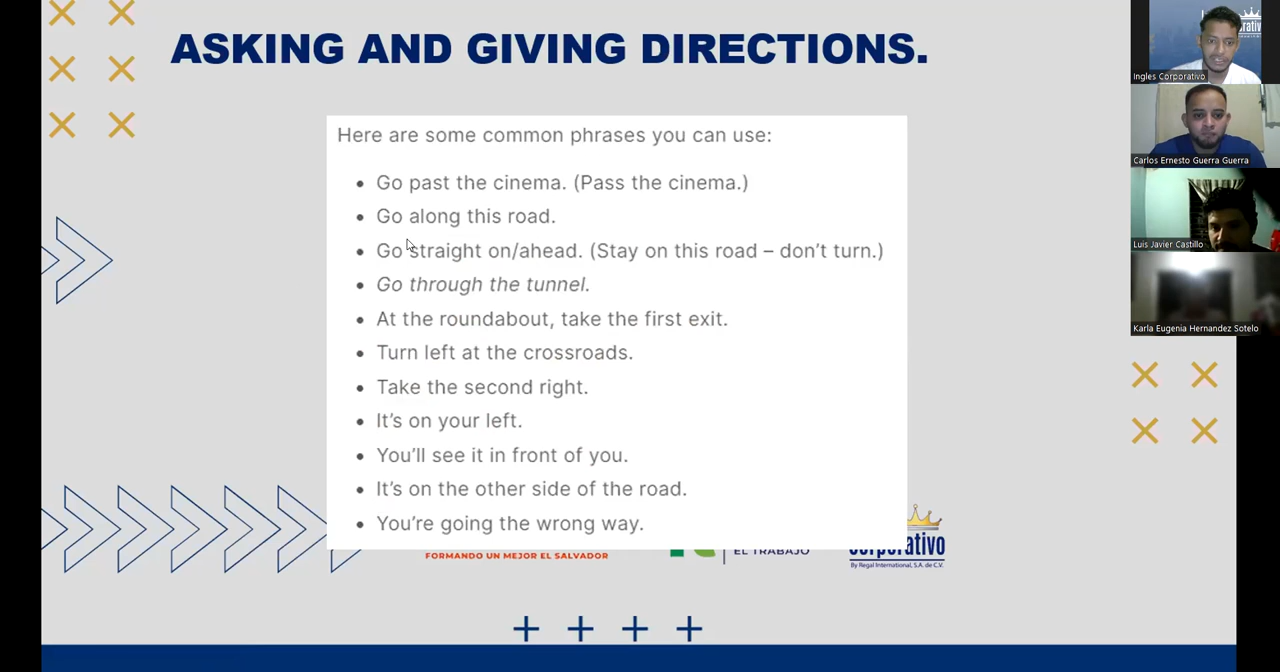 ASKING AND GIVING DIRECTIONS.
Here are some common phrases you can use:
Go past the cinema. (Pass the cinema.)
Go along this road.
Go straight on/ahead. (Stay on this road – don't turn.)
Go through the tunnel.
At the roundabout, take the first exit.
Turn left at the crossroads.
Take the second right.
It's on your left.
You'll see it in front of you.
It's on the other side of the road.
You're going the wrong way.
FORMANDO UN MEJOR EL SALVADOR
EL TRABAJO
corporativo
By Regal International, S.A. de C.V.
Ingles Corporativo
Carlos Ernesto Guerra Guerra
Luis Javier Castillo
Karla Eugenia Hernandez Sotelo